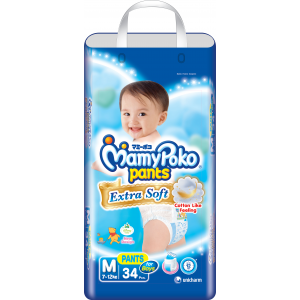 マミーポコ
MamyPoko
pants
Extra Soft
Cotton Like
Feeling
M
7-12kg
PANTS
34 Pcs
for
Boys
unicharm